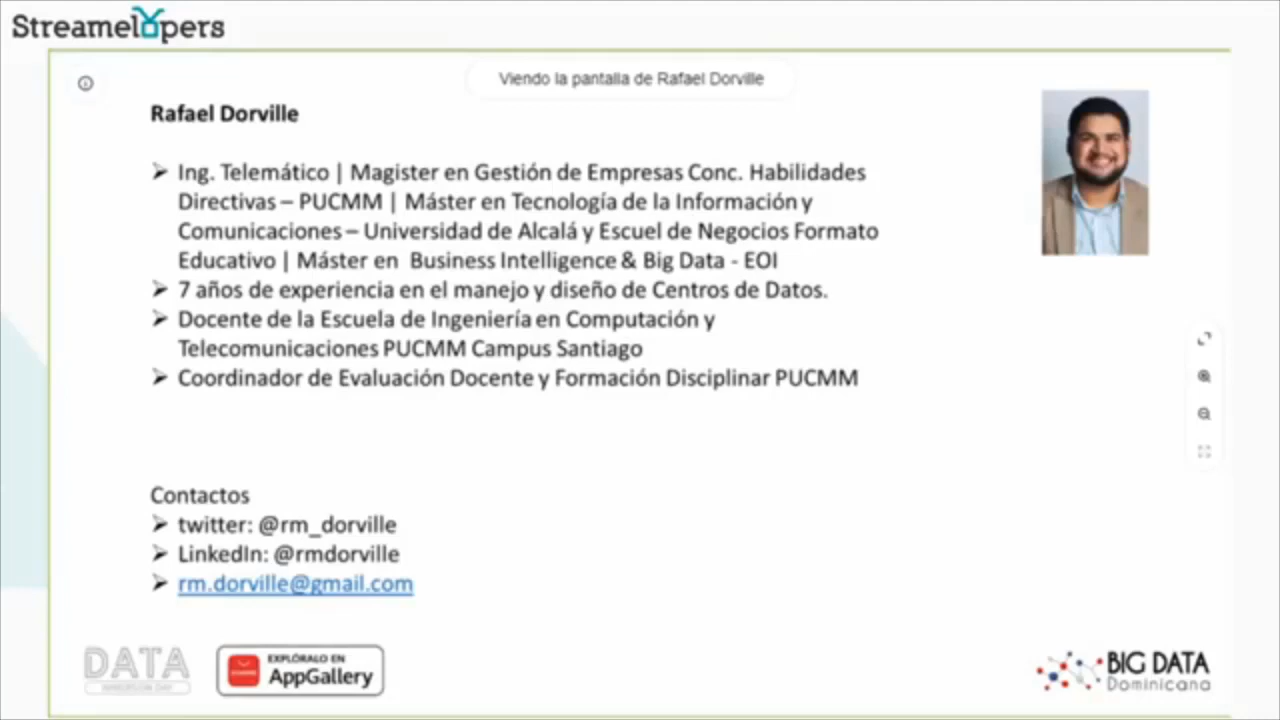 Streamelopers
Viendo la pantalla de Rafael Dorville
Rafael Dorville
Ing. Telemático | Magister en Gestión de Empresas Conc. Habilidades
Directivas – PUCMM | Máster en Tecnología de la Información y
Comunicaciones – Universidad de Alcalá y Escuel de Negocios Formato
Educativo | Máster en Business Intelligence & Big Data - EOI
7 años de experiencia en el manejo y diseño de Centros de Datos.
Docente de la Escuela de Ingeniería en Computación y
Telecomunicaciones PUCMM Campus Santiago
Coordinador de Evaluación Docente y Formación Disciplinar PUCMM
Contactos
twitter: @rm_dorville
LinkedIn: @rmdorville
rm.dorville@gmail.com
DATA
EXPLÓRALO EN
AppGallery
BIG DATA
Dominicana